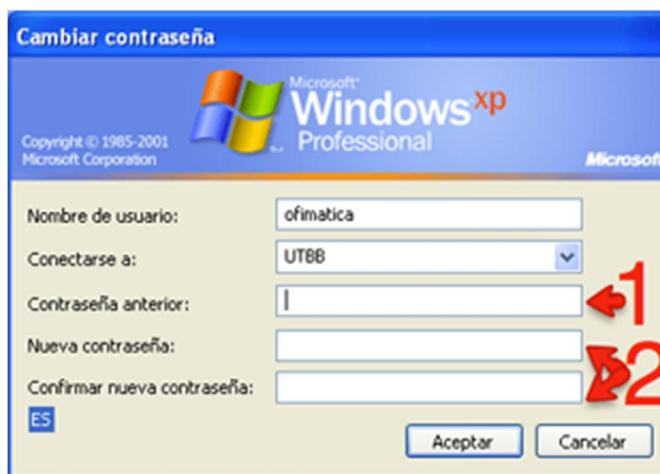 Cambiar contraseña
Microsoft®
Windows xp
Professional
Copyright © 1985-2001
Microsoft Corporation
Microsoft
Nombre de usuario: ofimatica
Conectarse a: UTBB
Contraseña anterior: 1
Nueva contraseña:
2
Confirmar nueva contraseña:
ES
Aceptar Cancelar